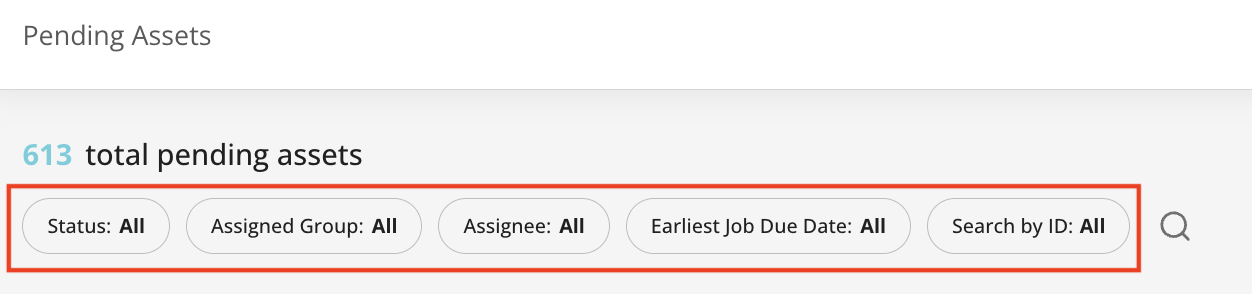 Pending Assets
613 total pending assets
Status: All Assigned Group: All Assignee: All Earliest Job Due Date: All Search by ID: All